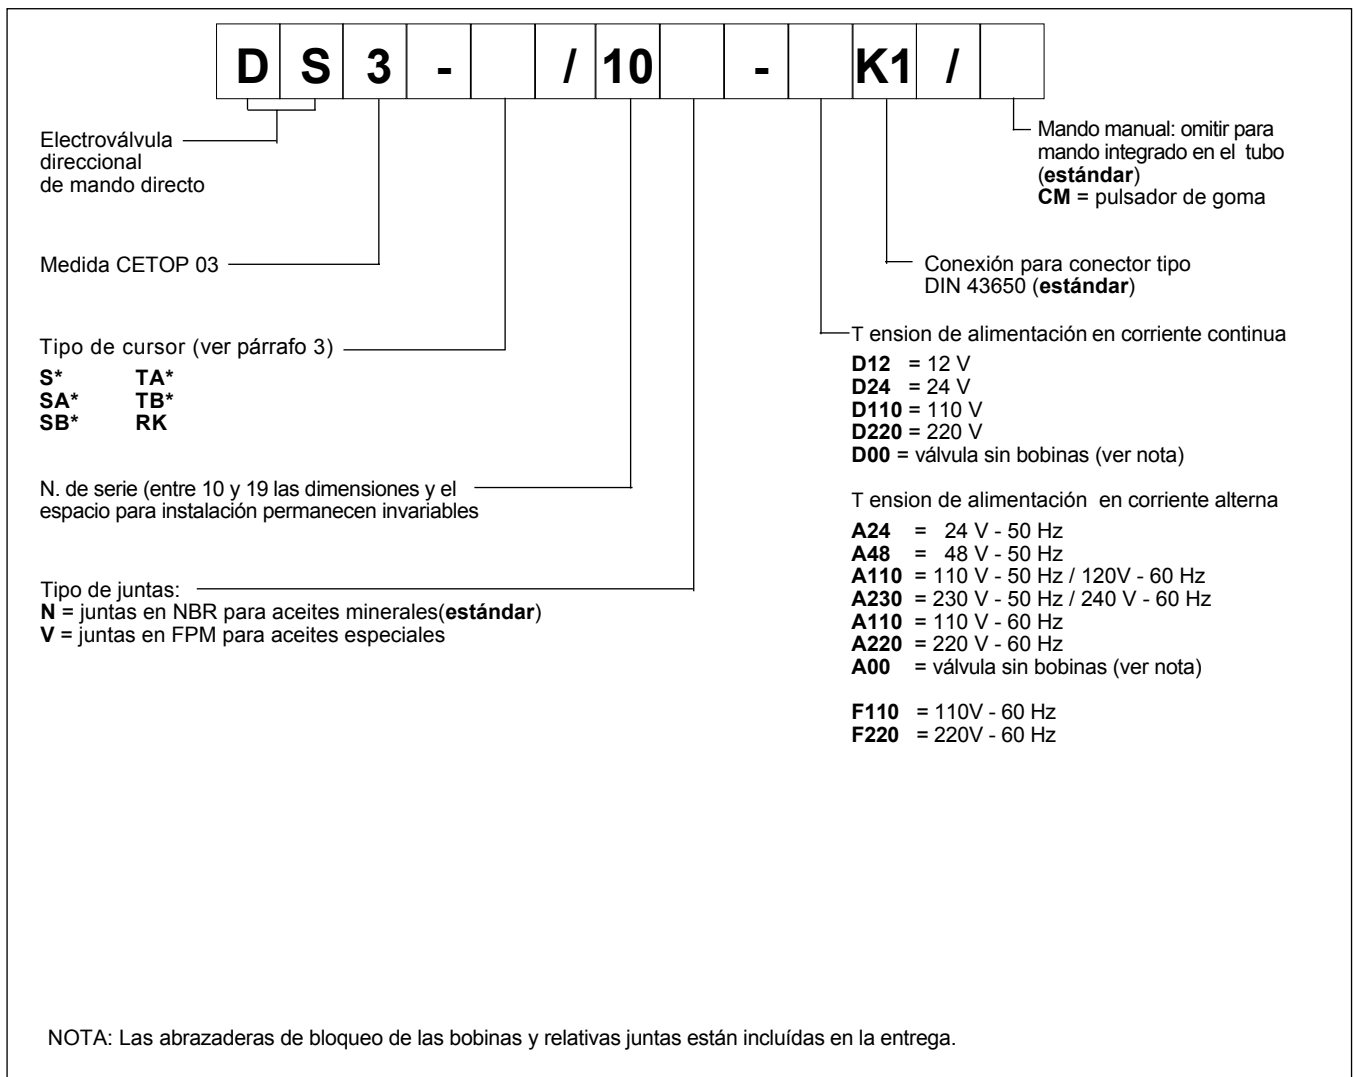 D S 3 - / 10 - K1 /
Electroválvula
direccional
de mando directo
Mando manual: omitir para
mando integrado en el tubo
(estándar)
CM = pulsador de goma
Medida CETOP 03
Conexión para conector tipo
DIN 43650 (estándar)
Tipo de cursor (ver párrafo 3)
S* TA*
SA* TB*
SB* RK
T ension de alimentación en corriente continua
D12 = 12 V
D24 = 24 V
D110 = 110 V
D220 = 220 V
D00 = válvula sin bobinas (ver nota)
N. de serie (entre 10 y 19 las dimensiones y el
espacio para instalación permanecen invariables
T ension de alimentación en corriente alterna
A24 = 24 V - 50 Hz
A48 = 48 V - 50 Hz
A110 = 110 V - 50 Hz / 120V - 60 Hz
A230 = 230 V - 50 Hz / 240 V - 60 Hz
A110 = 110 V - 60 Hz
A220 = 220 V - 60 Hz
A00 = válvula sin bobinas (ver nota)
F110 = 110V - 60 Hz
F220 = 220V - 60 Hz
Tipo de juntas:
N = juntas en NBR para aceites minerales(estándar)
V = juntas en FPM para aceites especiales
NOTA: Las abrazaderas de bloqueo de las bobinas y relativas juntas están incluídas en la entrega.